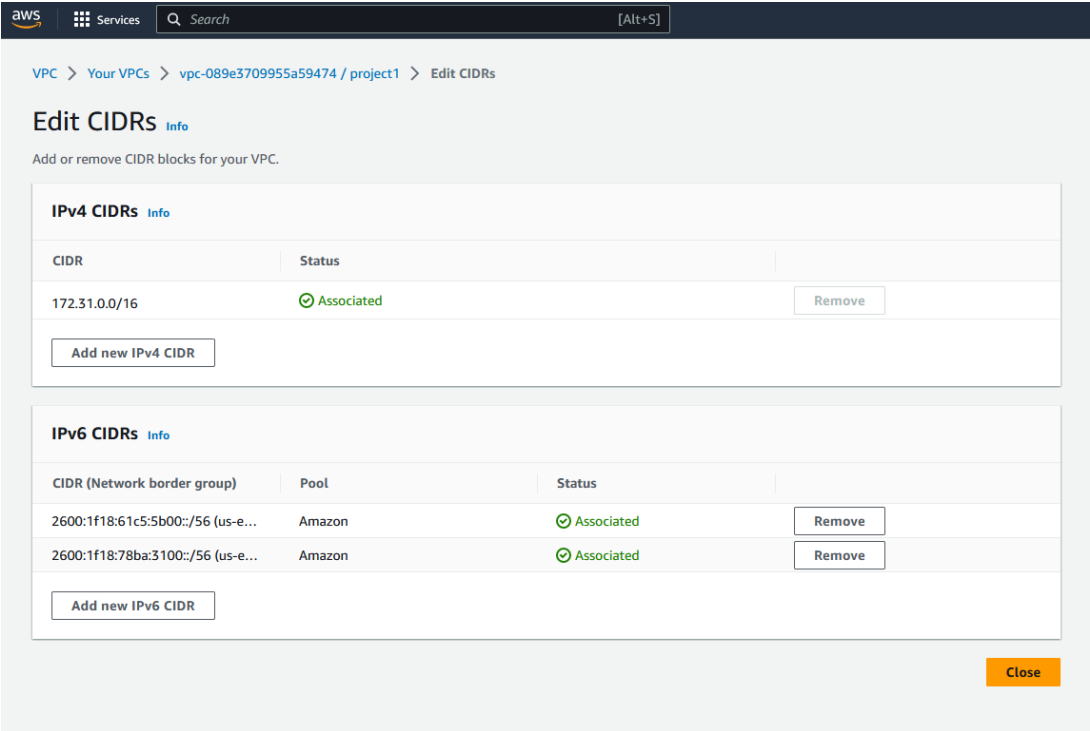 aws Services Search [Alt+S]
VPC > Your VPCs > vpc-089e3709955a59474 / project1 > Edit CIDRs
Edit CIDRs Info
Add or remove CIDR blocks for your VPC.
IPv4 CIDRs Info
CIDR Status
172.31.0.0/16 Associated Remove
Add new IPv4 CIDR
IPv6 CIDRs Info
CIDR (Network border group) Pool Status
2600:1f18:61c5:5b00::/56 (us-e... Amazon Associated Remove
2600:1f18:78ba:3100::/56 (us-e... Amazon Associated Remove
Add new IPv6 CIDR
Close